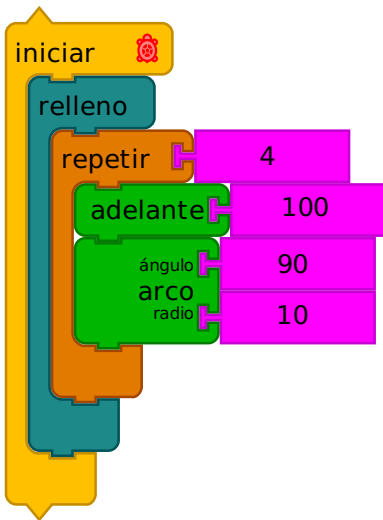 iniciar
relleno
repetir 4
adelante 100
ángulo 90
arco
radio 10